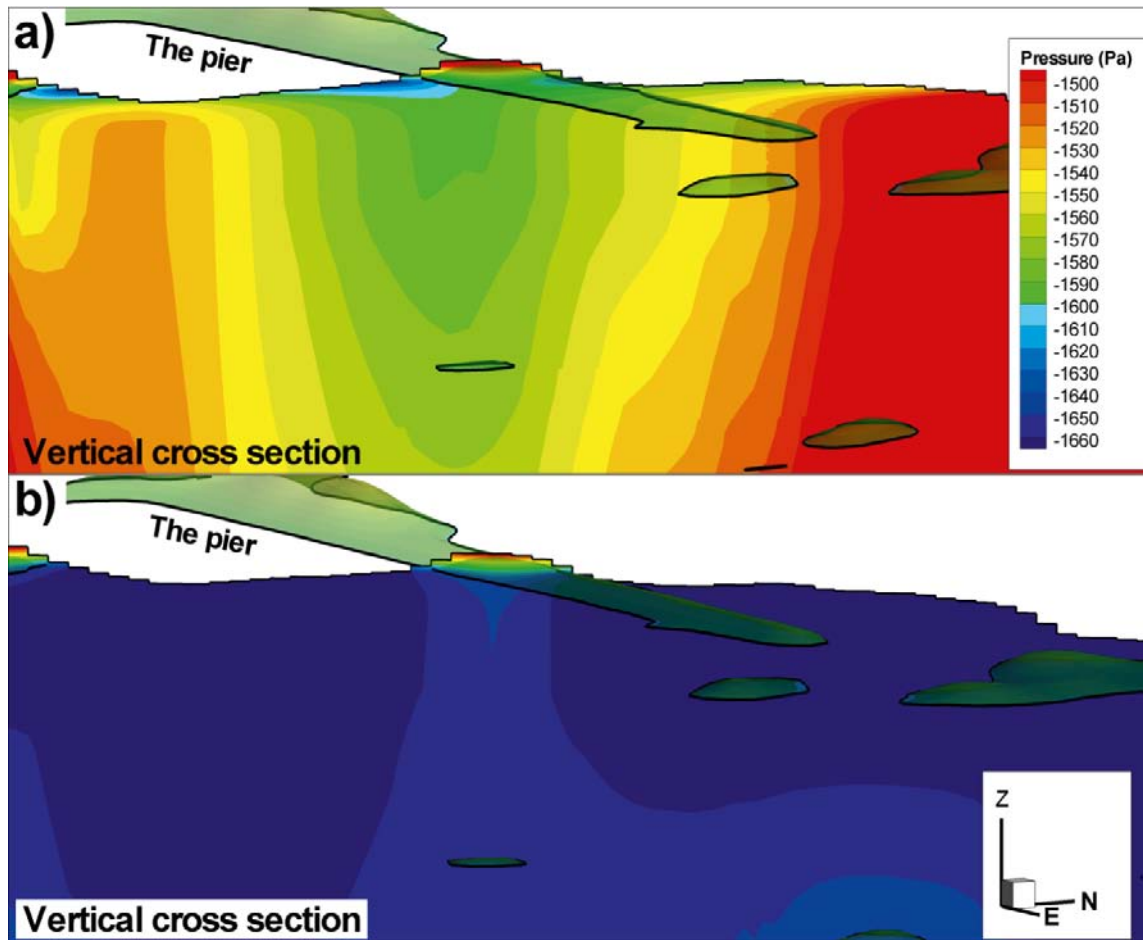 a)
The pier
Pressure (Pa)
-1500
-1510
-1520
-1530
-1540
-1550
-1560
-1570
-1580
-1590
-1600
-1610
-1620
-1630
-1640
-1650
-1660
Vertical cross section
b)
The pier
Z
N
E
Vertical cross section